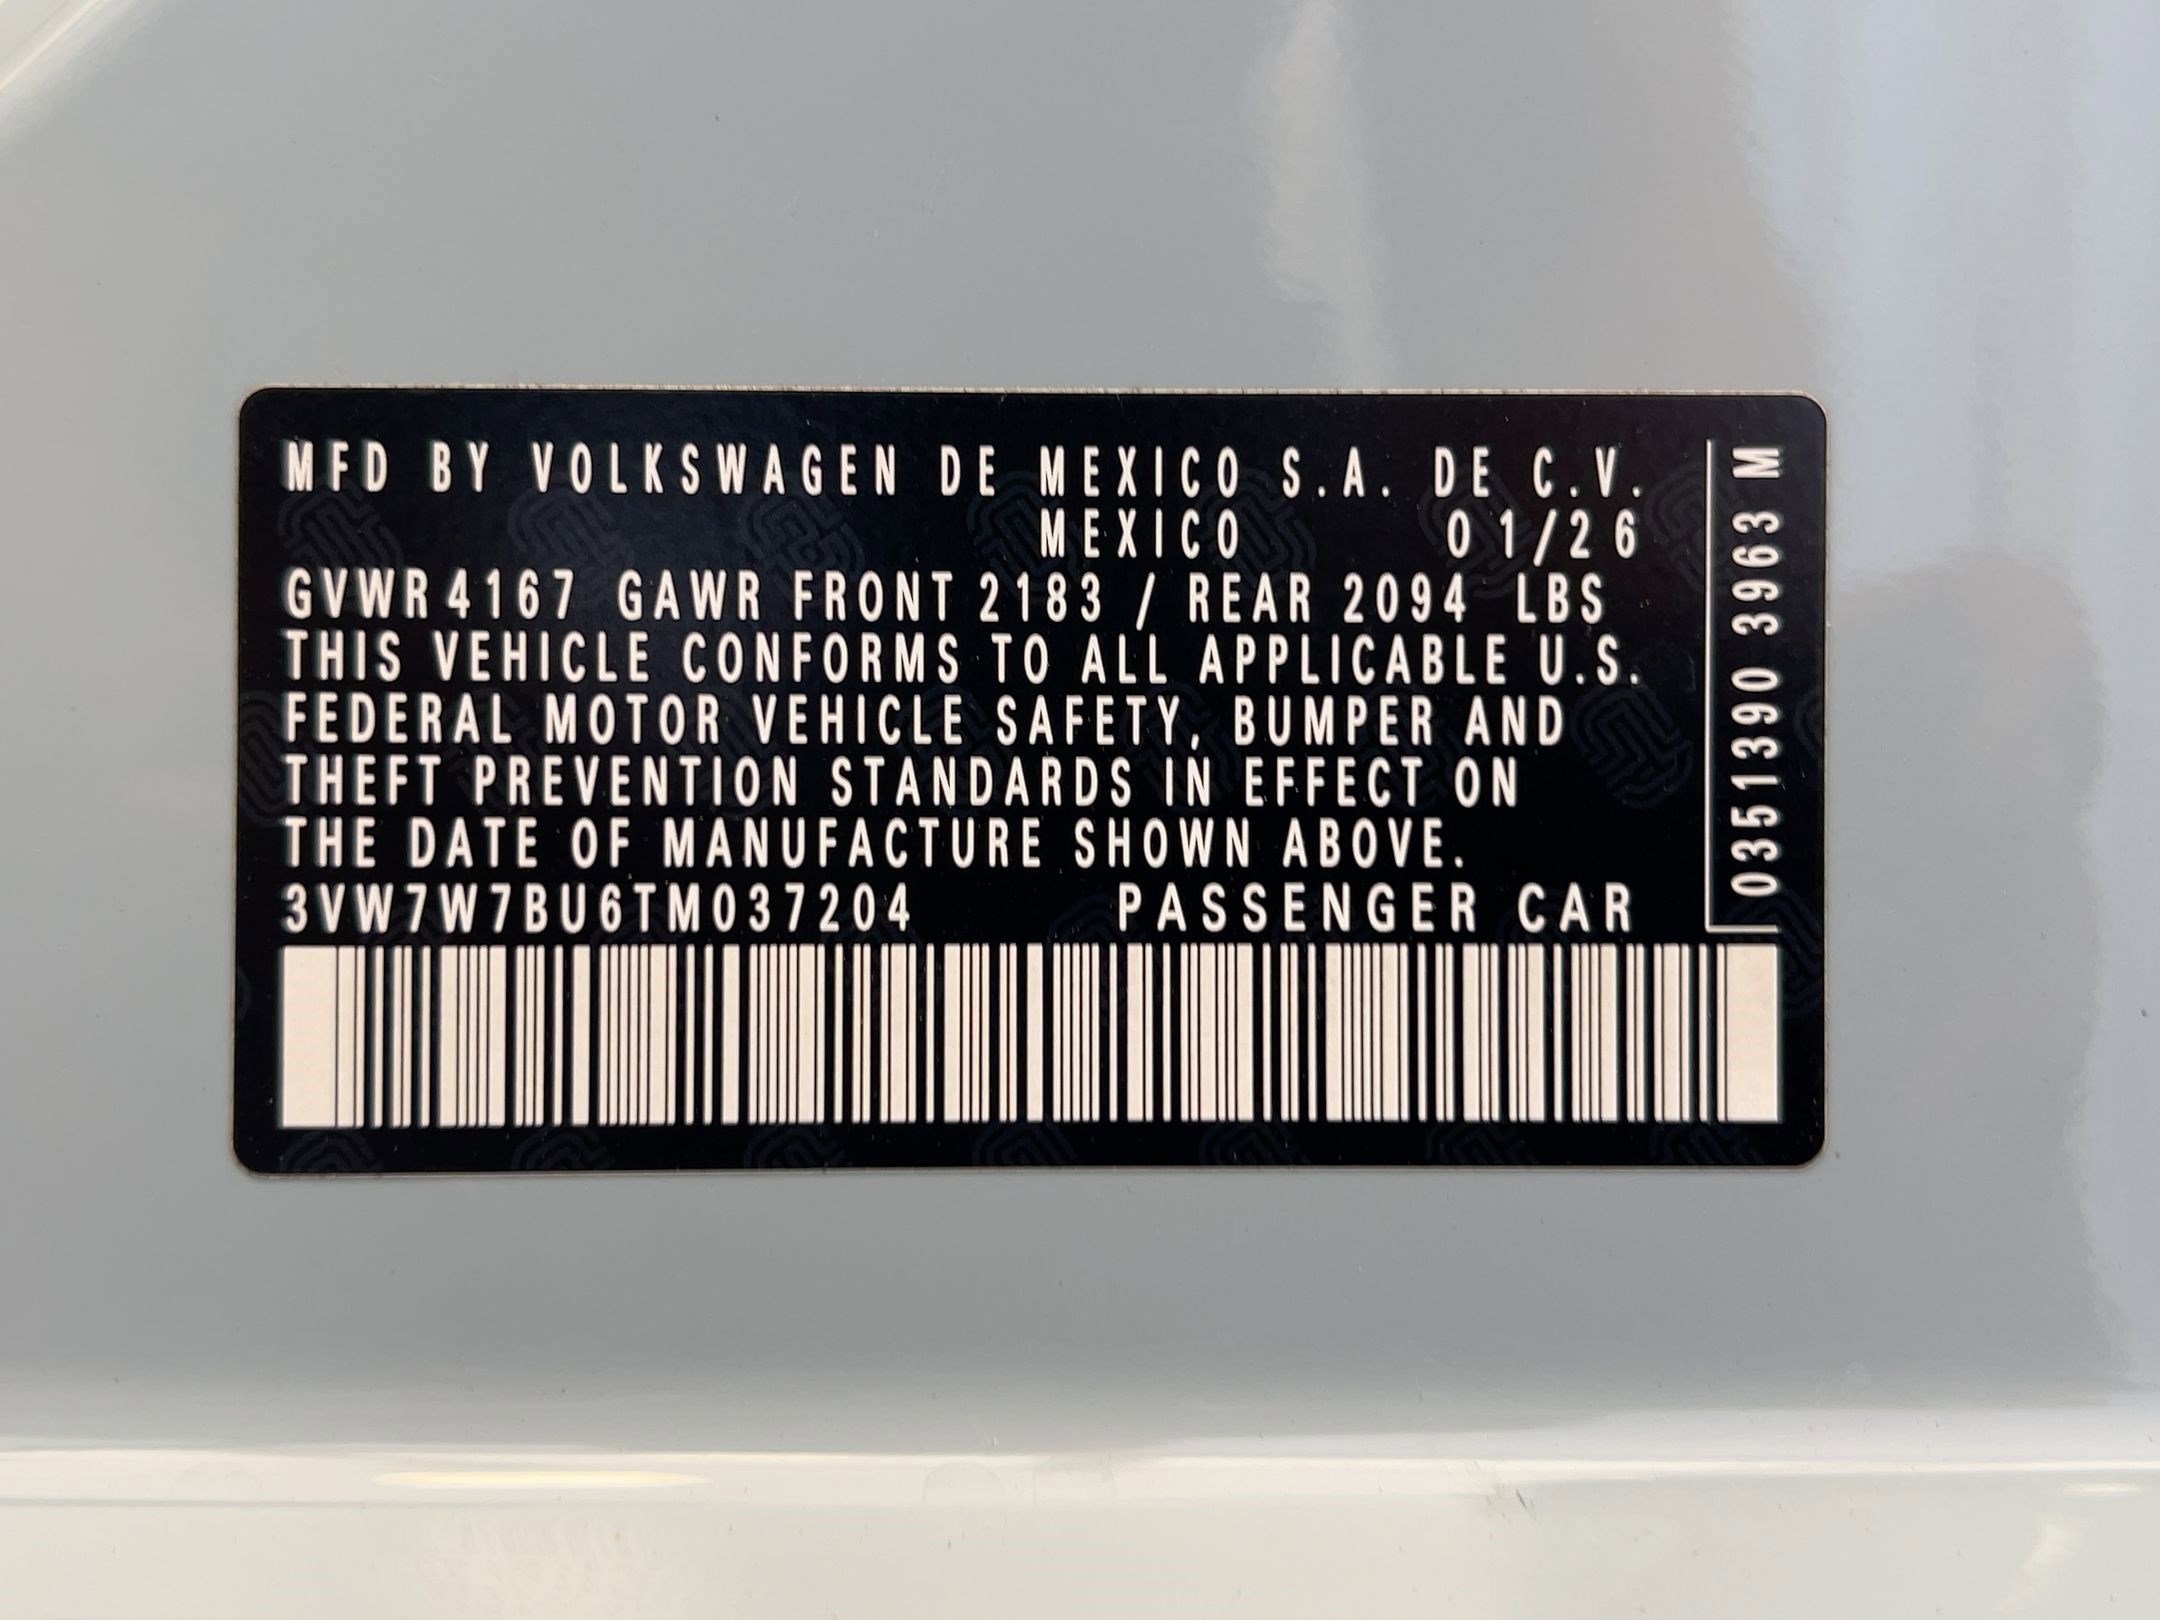 MFD BY VOLKSWAGEN DE MEXICO S.A. DE C.V.
MEXICO 01/26
GVWR 4167 GAWR FRONT 2183 / REAR 2094 LBS
THIS VEHICLE CONFORMS TO ALL APPLICABLE U.S.
FEDERAL MOTOR VEHICLE SAFETY, BUMPER AND
THEFT PREVENTION STANDARDS IN EFFECT ON
THE DATE OF MANUFACTURE SHOWN ABOVE.
3VW7W7BU6TM037204 PASSENGER CAR
0351390 3963 M